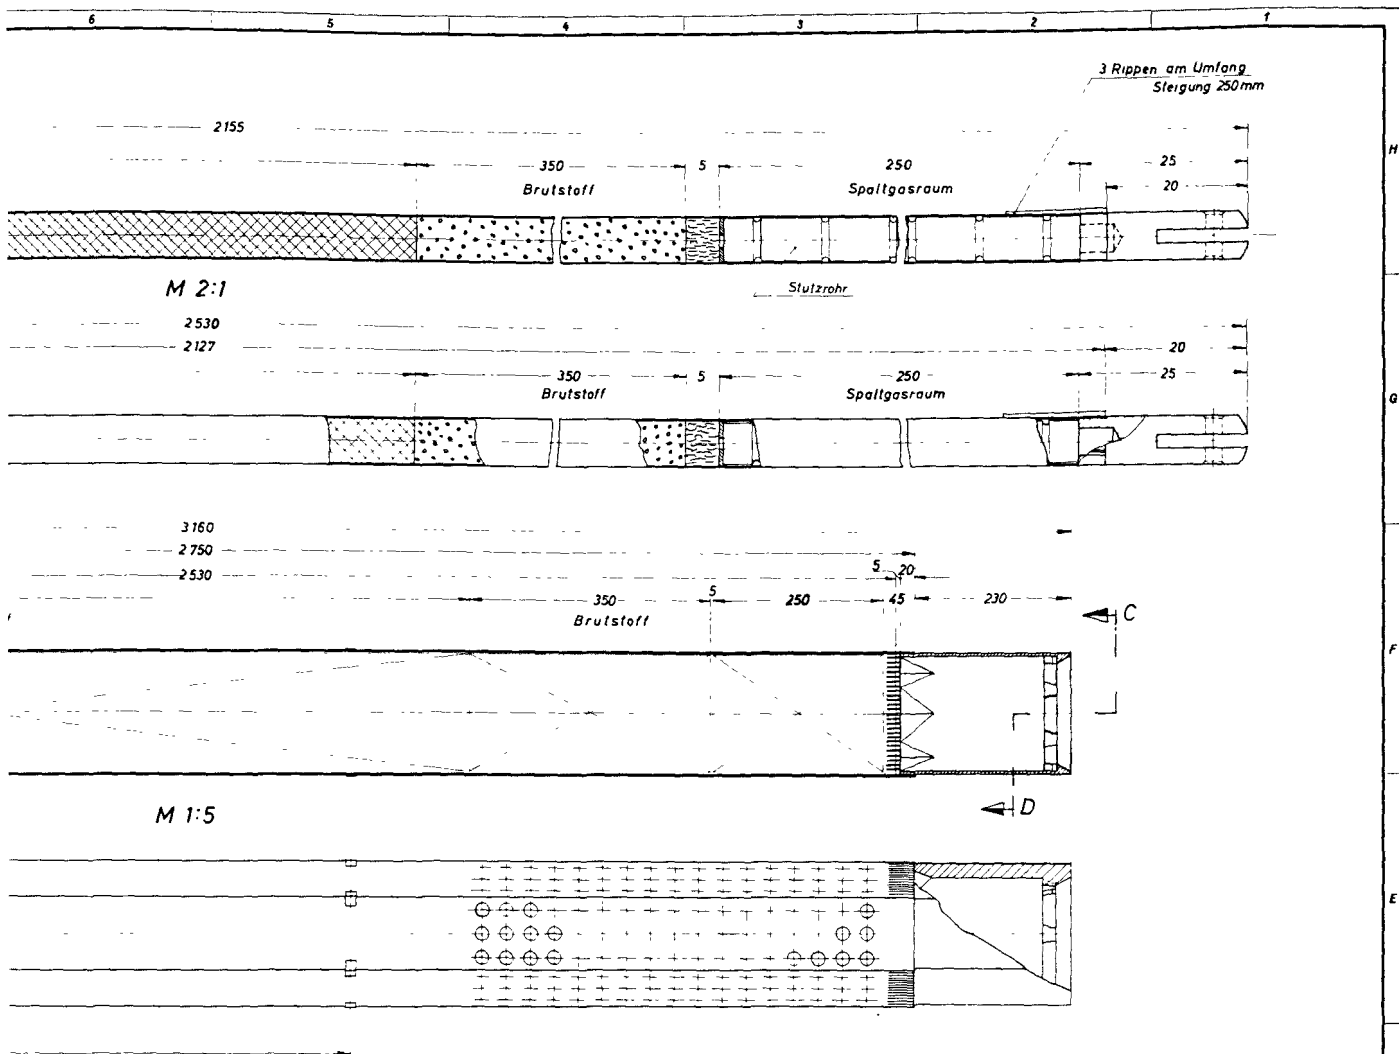 6 5 4 3 2 1
3 Rippen am Umfang
Steigung 250mm
2155
H
350 5 250 25
Brutstoff Spaltgasraum 20
M 2:1
Stutzrohr
2530
2127 20
350 5 250 25
Brutstoff Spaltgasraum
G
3160
2750
2530 5 20
350 5 250 45 230
Brutstoff
C
F
D
M 1:5
E